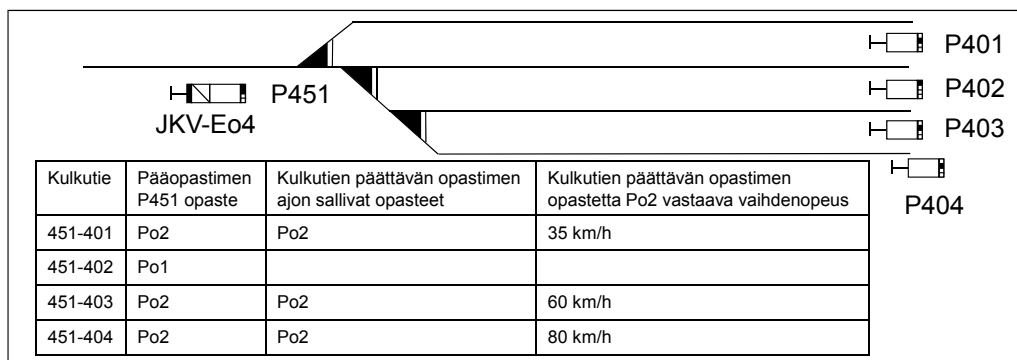 P401
P451
P402
JKV-Eo4
P403
P404
Kulkutie
Pääopastimen
P451 opaste
Kulkutien päättävän opastimen
ajon sallivat opasteet
Kulkutien päättävän opastimen
opastetta Po2 vastaava vaihdenopeus
451-401 Po2 Po2 35 km/h
451-402 Po1
451-403 Po2 Po2 60 km/h
451-404 Po2 Po2 80 km/h